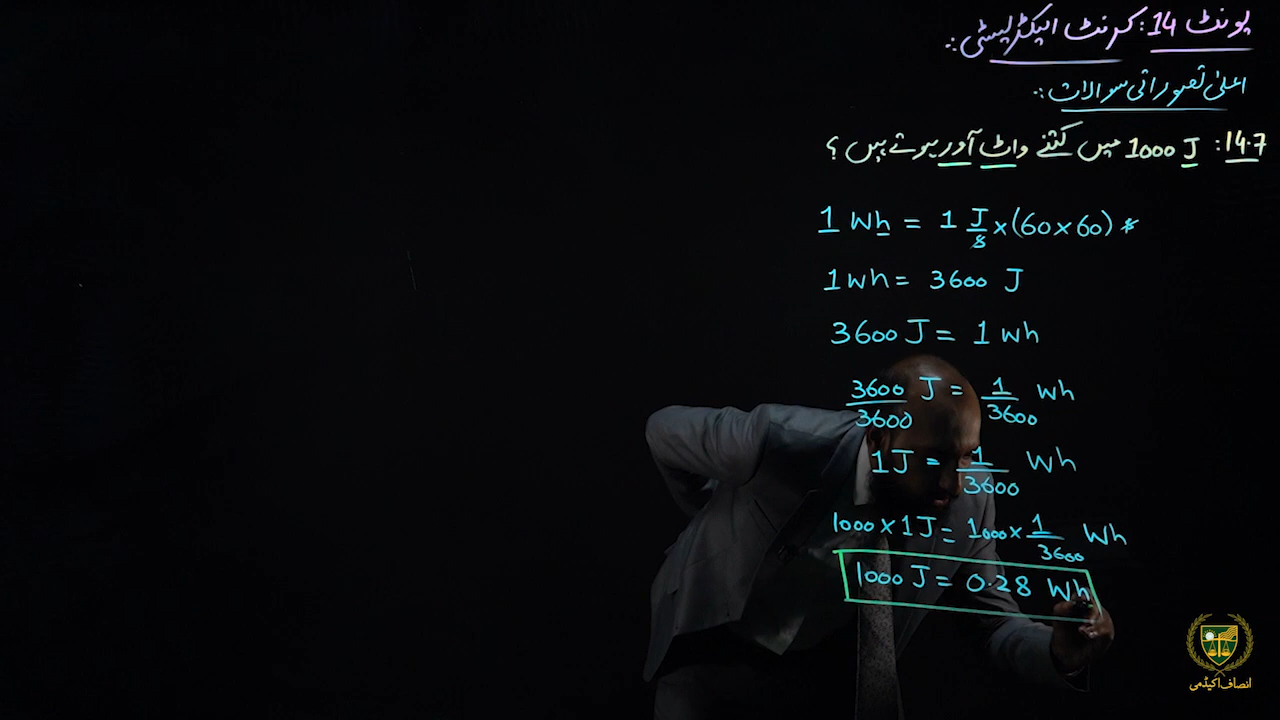 یونٹ 14: کرنٹ الیکٹریسٹی:۔
اعلیٰ تصوراتی سوالات:۔
14.7: 1000 J میں کتنے واٹ آور ہوتے ہیں؟
1 Wh = 1 J/s × (60 × 60) s
1 Wh = 3600 J
3600 J = 1 Wh
3600/3600 J = 1/3600 Wh
1 J = 1/3600 Wh
1000 × 1 J = 1000 × 1/3600 Wh
1000 J = 0.28 Wh
انصاف اکیڈمی